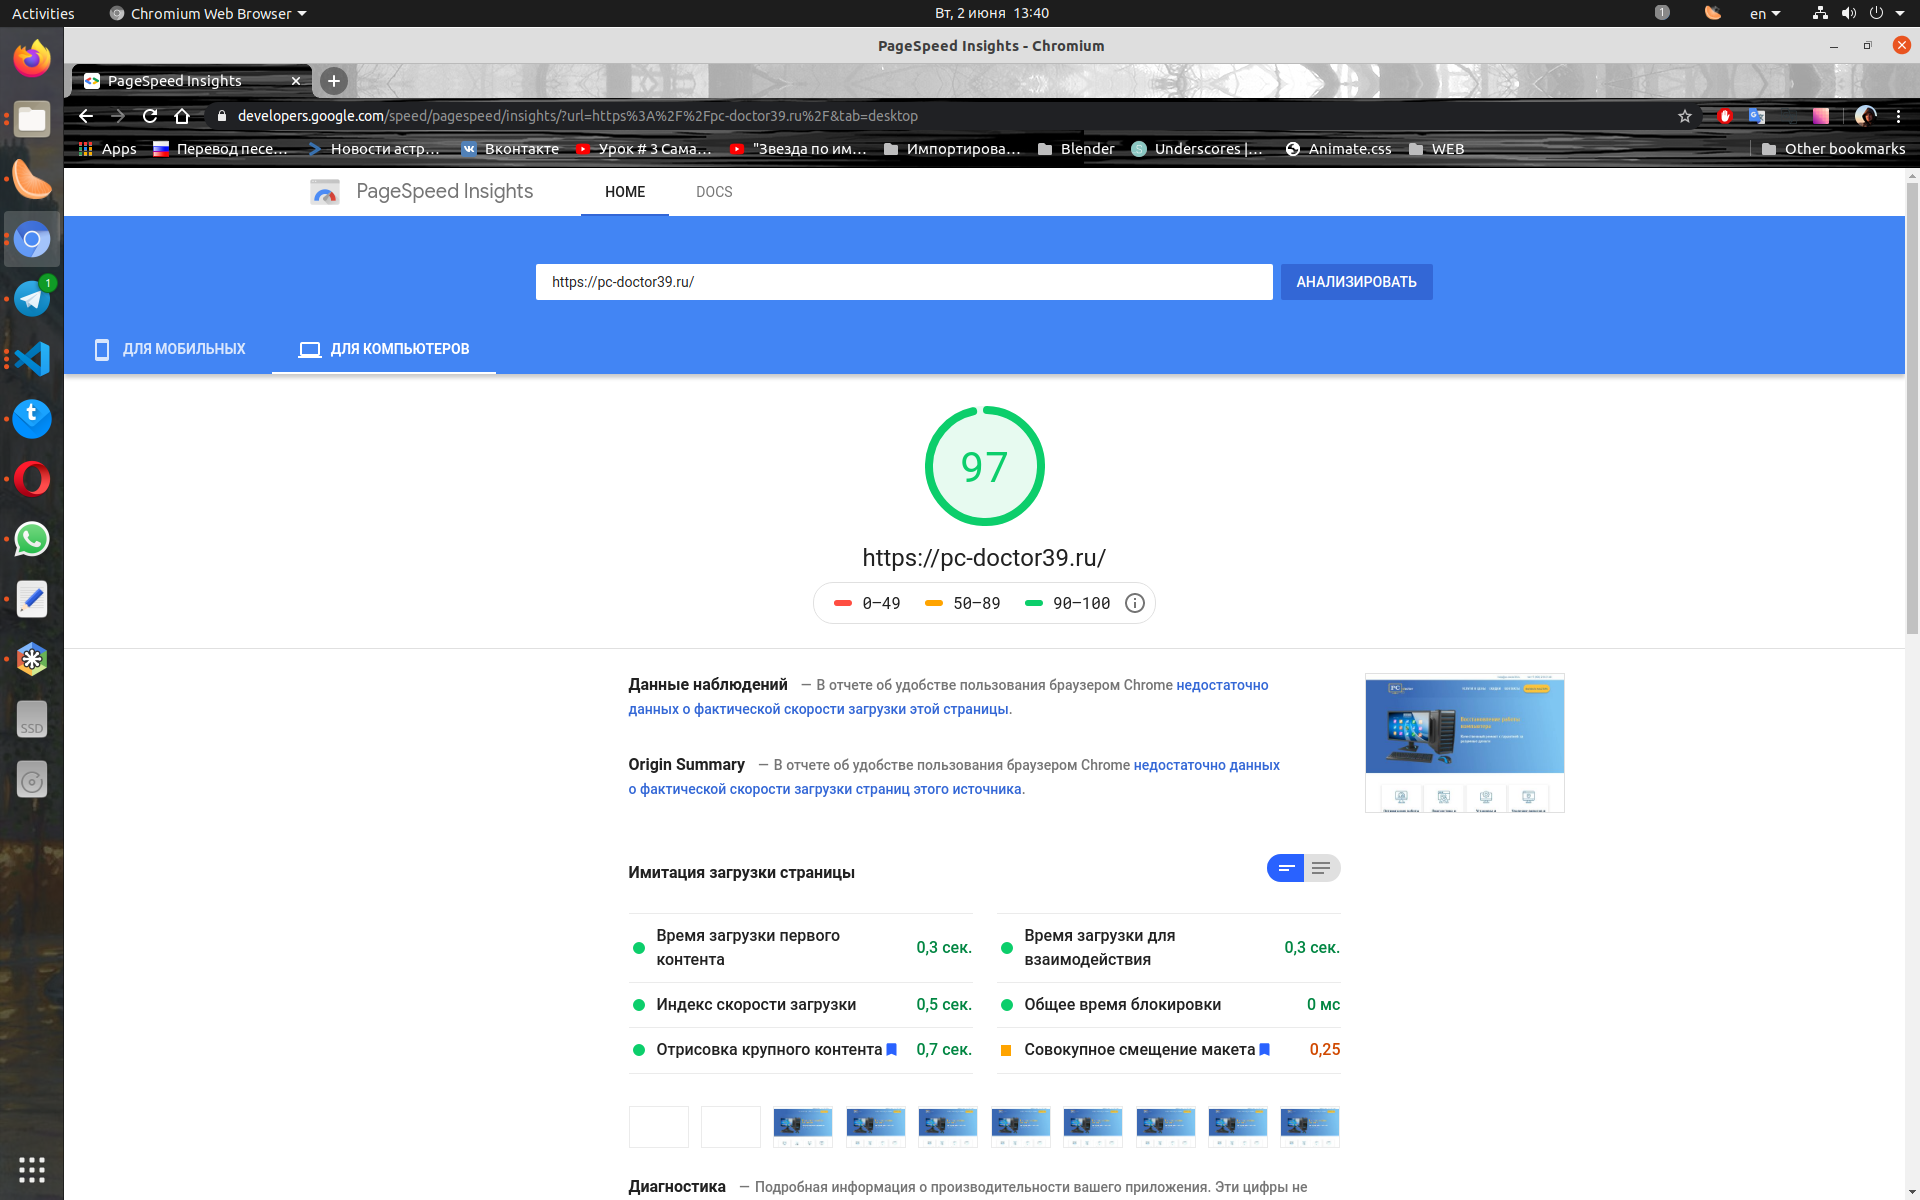 Activities
Chromium Web Browser
Вт, 2 июня 13:40
1
en
PageSpeed Insights - Chromium
PageSpeed Insights
developers.google.com/speed/pagespeed/insights/?url=https%3A%2F%2Fpc-doctor39.ru%2F&tab=desktop
Apps
Перевод песе...
Новости астр...
Вконтакте
Урок # 3 Сама...
"Звезда по им...
Импортирова...
Blender
Underscores |...
Animate.css
WEB
Other bookmarks
PageSpeed Insights
HOME
DOCS
https://pc-doctor39.ru/
АНАЛИЗИРОВАТЬ
ДЛЯ МОБИЛЬНЫХ
ДЛЯ КОМПЬЮТЕРОВ
1
SSD
97
https://pc-doctor39.ru/
0–49
50–89
90–100
Данные наблюдений — В отчете об удобстве пользования браузером Chrome недостаточно
данных о фактической скорости загрузки этой страницы.
Origin Summary — В отчете об удобстве пользования браузером Chrome недостаточно данных
о фактической скорости загрузки страниц этого источника.
Имитация загрузки страницы
Время загрузки первого
контента
0,3 сек.
Время загрузки для
взаимодействия
0,3 сек.
Индекс скорости загрузки
0,5 сек.
Общее время блокировки
0 мс
Отрисовка крупного контента
0,7 сек.
Совокупное смещение макета
0,25
Диагностика — Подробная информация о производительности вашего приложения. Эти цифры не